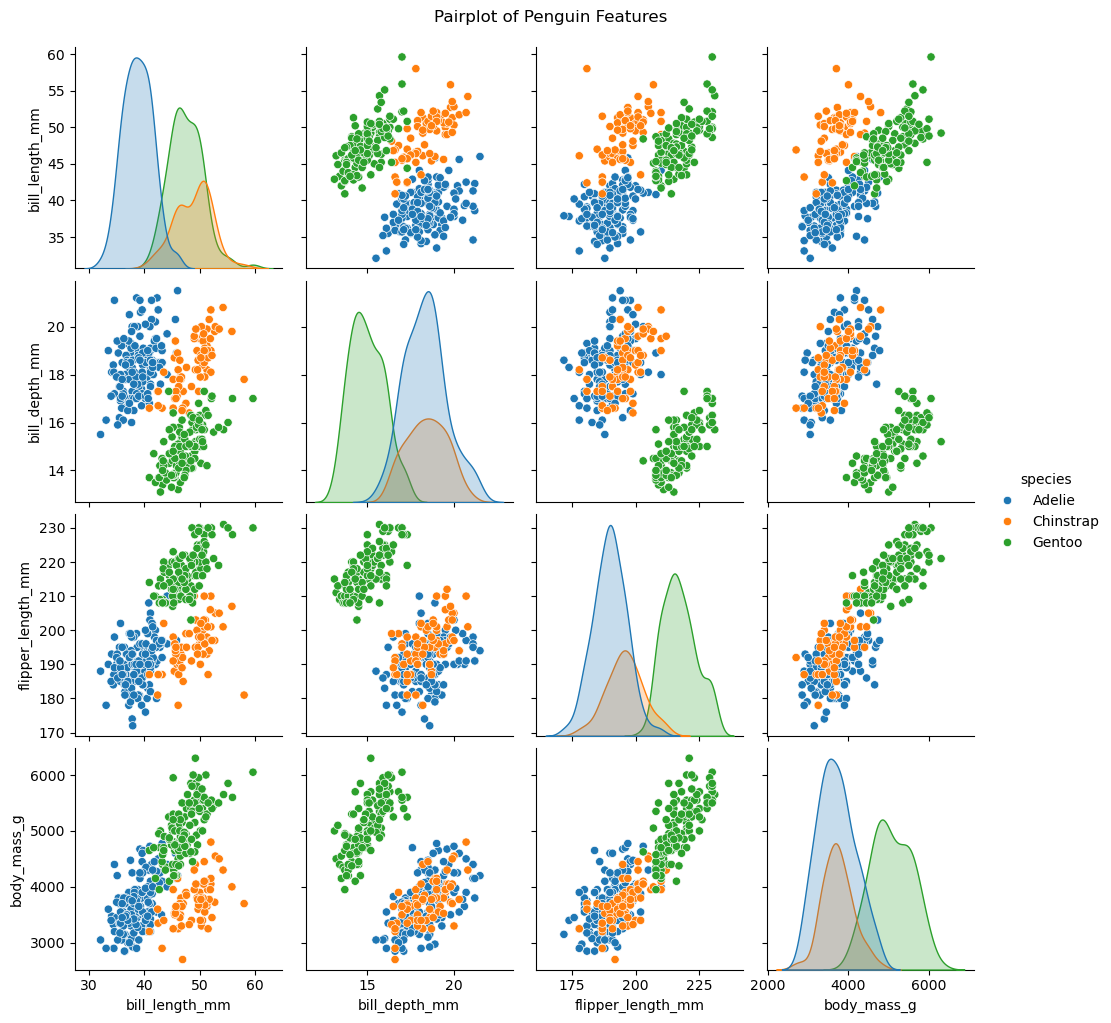 Pairplot of Penguin Features
60
55
50
45
40
35
bill_length_mm
20
18
16
14
bill_depth_mm
230
220
210
200
190
180
170
flipper_length_mm
6000
5000
4000
3000
body_mass_g
30 40 50 60
15 20
175 200 225
2000 4000 6000
bill_length_mm
bill_depth_mm
flipper_length_mm
body_mass_g
species
Adelie
Chinstrap
Gentoo